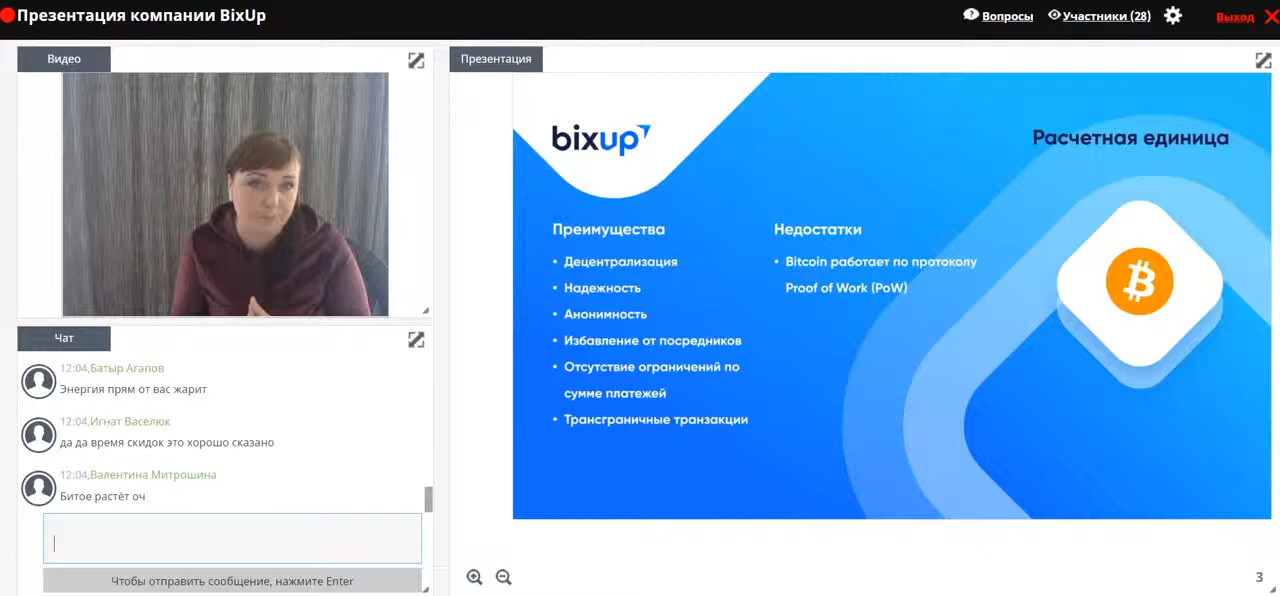 Презентация компании BixUp
Вопросы
Участники (28)
Выход
Видео
Чат
12:04,Батыр Агапов
Энергия прям от вас жарит
12:04,Игнат Васелюк
да да время скидок это хорошо сказано
12:04,Валентина Митрошина
Битое растёт оч
Чтобы отправить сообщение, нажмите Enter
Презентация
bixup
Расчетная единица
Преимущества
• Децентрализация
• Надежность
• Анонимность
• Избавление от посредников
• Отсутствие ограничений по
сумме платежей
• Трансграничные транзакции
Недостатки
• Bitcoin работает по протоколу
Proof of Work (PoW)
3